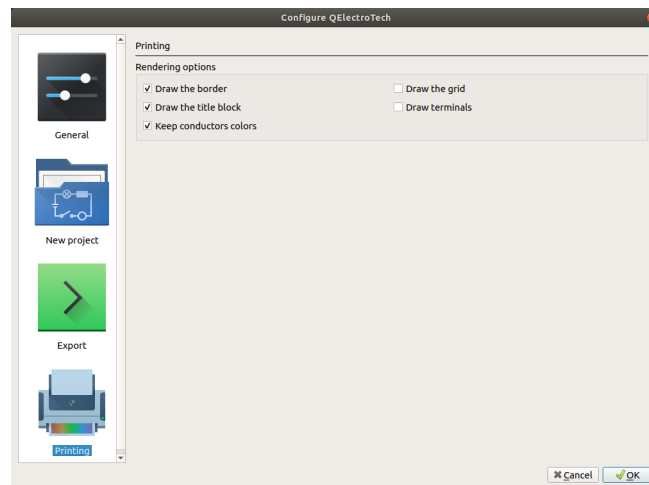 Configure QElectroTech
General
New project
Export
Printing
Printing
Rendering options
Draw the border
Draw the grid
Draw the title block
Draw terminals
Keep conductors colors
Cancel
OK